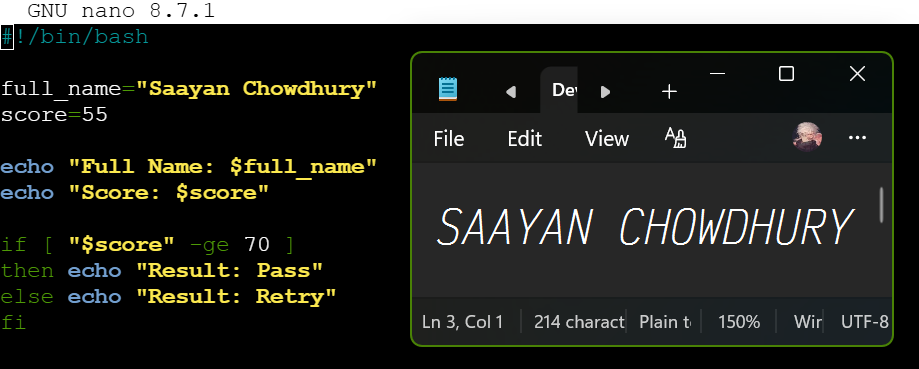 GNU nano 8.7.1
#!/bin/bash
full_name="Saayan Chowdhury"
score=55
echo "Full Name: $full_name"
echo "Score: $score"
if [ "$score" -ge 70 ]
then echo "Result: Pass"
else echo "Result: Retry"
fi
File Edit View
SAAYAN CHOWDHURY
Ln 3, Col 1 214 charact Plain t 150% UTF-8